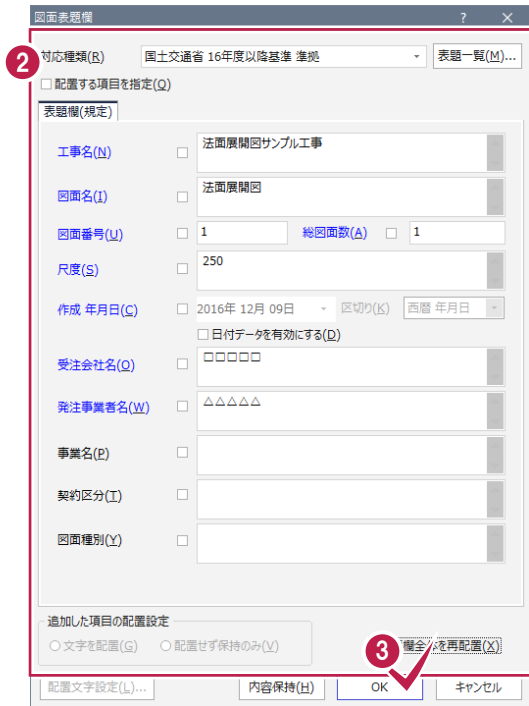 図面表題欄 ?
2
対応種類(R) 国土交通省 16年度以降基準 準拠 表題一覧(M)...
配置する項目を指定(Q)
表題欄(規定)
工事名(N) 法面展開図サンプル工事
図面名(I) 法面展開図
図面番号(U) 1 総図面数(A) 1
尺度(S) 250
作成 年月日(C) 2016年 12月 09日 区切り(K) 西暦 年月日
日付データを有効にする(D)
受注会社名(O) □□□□□
発注事業者名(W) △△△△△
事業名(P)
契約区分(T)
図面種別(Y)
追加した項目の配置設定
文字を配置(G) 配置せず保持のみ(V)
3 を再配置(X)
配置文字設定(L)... 内容保持(H) OK キャンセル